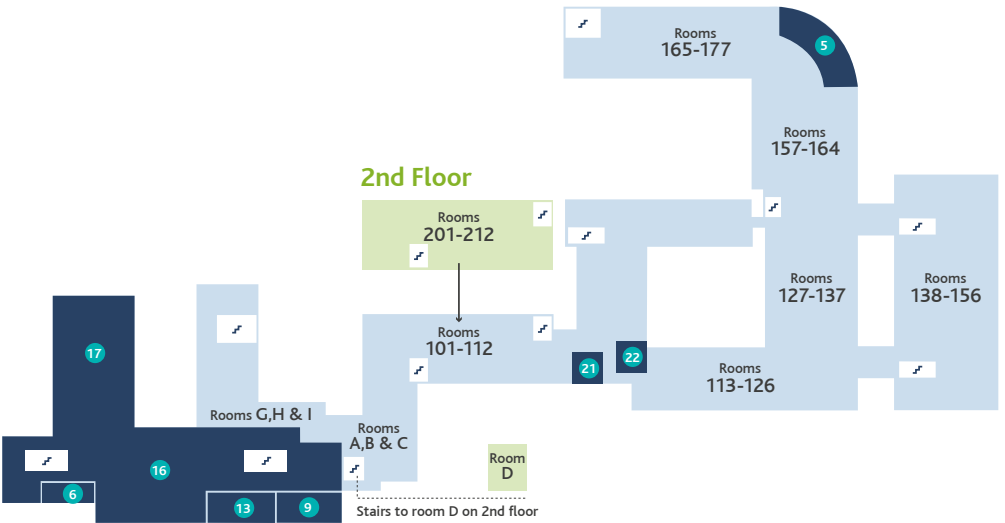 Rooms
165-177
5
Rooms
157-164
2nd Floor
Rooms
201-212
Rooms
127-137
Rooms
138-156
Rooms
101-112
17
21
22
Rooms
113-126
Rooms G,H & I
Rooms
A,B & C
16
Room
D
6
13
9
Stairs to room D on 2nd floor